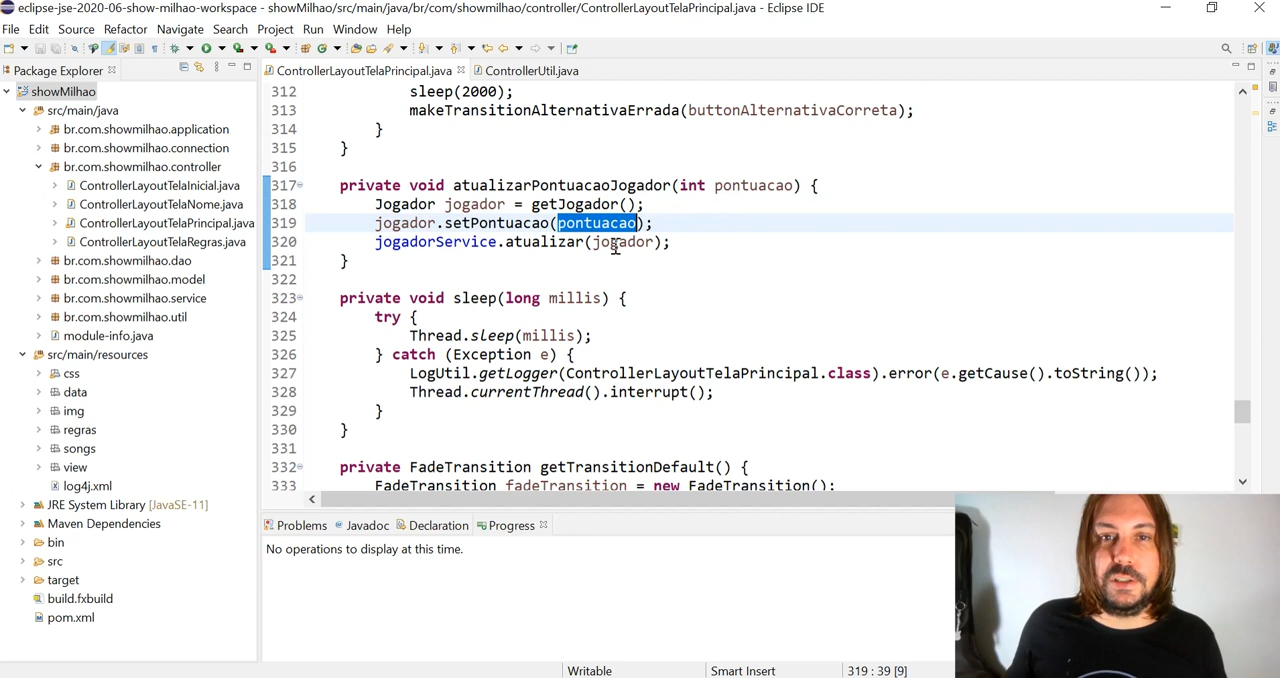 eclipse-jse-2020-06-show-milhao-workspace - showMilhao/src/main/java/br/com/showmilhao/controller/ControllerLayoutTelaPrincipal.java - Eclipse IDE
File Edit Source Refactor Navigate Search Project Run Window Help
Package Explorer
ControllerLayoutTelaPrincipal.java
ControllerUtil.java
showMilhao
src/main/java
br.com.showmilhao.application
br.com.showmilhao.connection
br.com.showmilhao.controller
ControllerLayoutTelaInicial.java
ControllerLayoutTelaNome.java
ControllerLayoutTelaPrincipal.java
ControllerLayoutTelaRegras.java
br.com.showmilhao.dao
br.com.showmilhao.model
br.com.showmilhao.service
br.com.showmilhao.util
module-info.java
src/main/resources
css
data
img
regras
songs
view
log4j.xml
JRE System Library [JavaSE-11]
Maven Dependencies
bin
src
target
build.fxbuild
pom.xml
312 sleep(2000);
313 makeTransitionAlternativaErrada(buttonAlternativaCorreta);
314 }
315 }
316
317 private void atualizarPontuacaoJogador(int pontuacao) {
318 Jogador jogador = getJogador();
319 jogador.setPontuacao(pontuacao);
320 jogadorService.atualizar(jogador);
321 }
322
323 private void sleep(long millis) {
324 try {
325 Thread.sleep(millis);
326 } catch (Exception e) {
327 LogUtil.getLogger(ControllerLayoutTelaPrincipal.class).error(e.getCause().toString());
328 Thread.currentThread().interrupt();
329 }
330 }
331
332 private FadeTransition getTransitionDefault() {
333 FadeTransition fadeTransition = new FadeTransition();
Problems Javadoc Declaration Progress
No operations to display at this time.
Writable Smart Insert 319 : 39 [9]